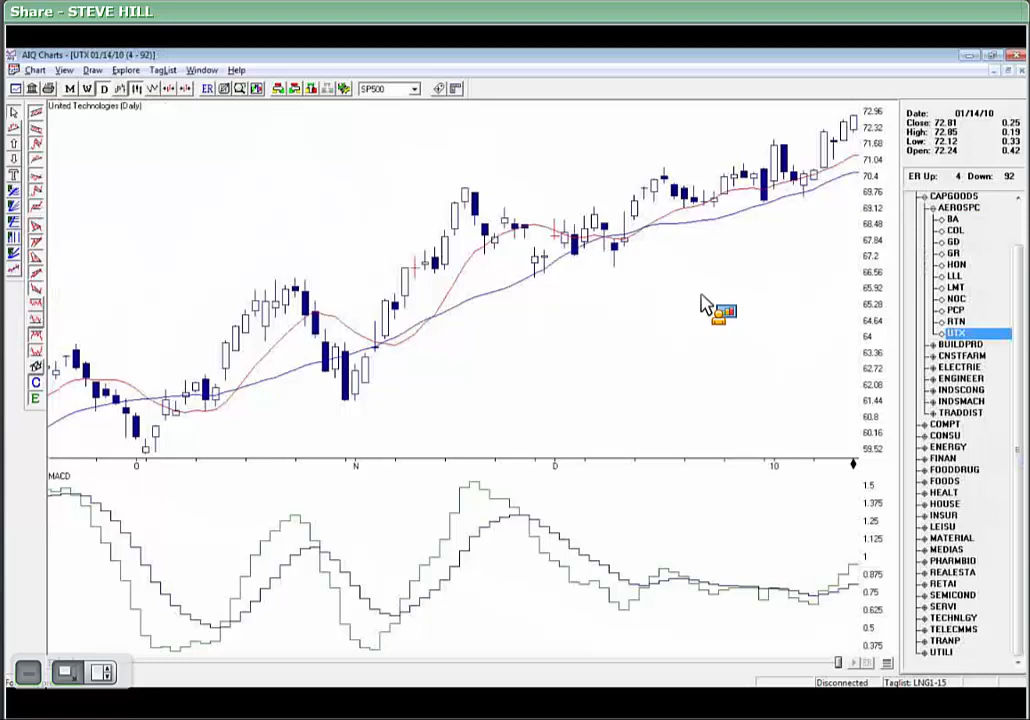 Share - STEVE HILL
AIQ Charts - [UTX 01/14/10 (4 - 92)]
Chart View Draw Explore TagList Window Help
M W D ER SP500
United Technologies (Daily)
72.96
72.32
71.68
71.04
70.4
69.76
69.12
68.48
67.84
67.2
66.56
65.92
65.28
64.64
64
63.36
62.72
62.08
61.44
60.8
60.16
59.52
T
C
E
O N D 10
MACD
1.5
1.375
1.25
1.125
1
0.875
0.75
0.625
0.5
0.375
Date: 01/14/10
Close: 72.81 0.25
High: 72.85 0.19
Low: 72.12 0.33
Open: 72.24 0.42
ER Up: 4 Down: 92
CAPGOODS
AEROSPC
BA
COL
GD
GR
HON
LLL
LMT
NOC
PCP
RTN
UTX
BUILDPRO
CNSTFARM
ELECTRIE
ENGINEER
INDSCONG
INDSMACH
TRADDIST
COMPT
CONSU
ENERGY
FINAN
FOODDRUG
FOODS
HEALT
HOUSE
INSUR
LEISU
MATERIAL
MEDIAS
PHARMBIO
REALESTA
RETAI
SEMICOND
SERVI
TECHNLGY
TELECMMS
TRANP
UTILI
Disconnected Taglist: LNG1-15